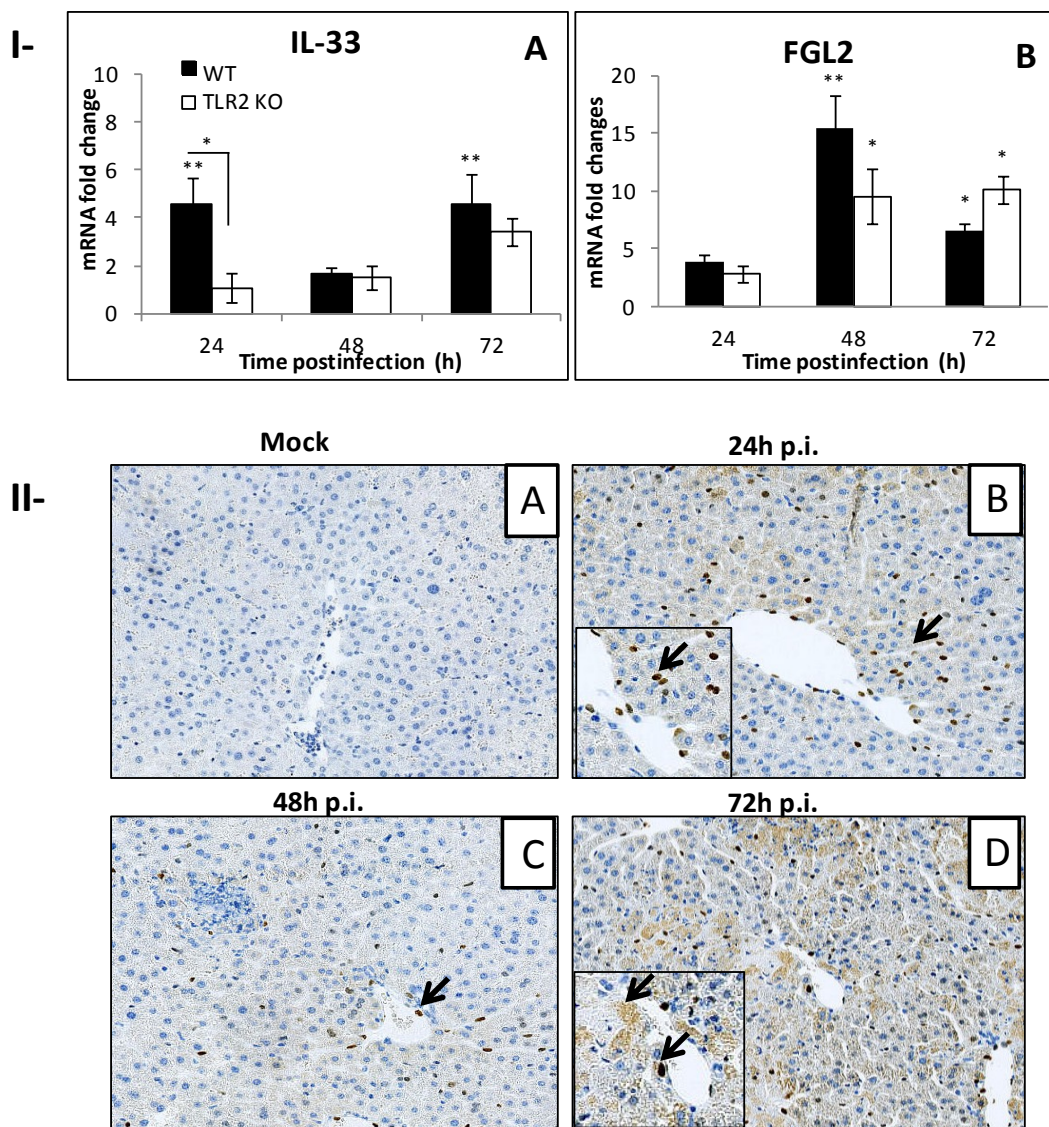 I-
IL-33
A
mRNA fold change
10
8
6
4
2
0
WT
TLR2 KO
*
**
**
24
48
72
Time postinfection (h)
FGL2
B
mRNA fold changes
20
15
10
5
0
**
*
*
*
24
48
72
Time postinfection (h)
II-
Mock
A
24h p.i.
B
48h p.i.
C
72h p.i.
D